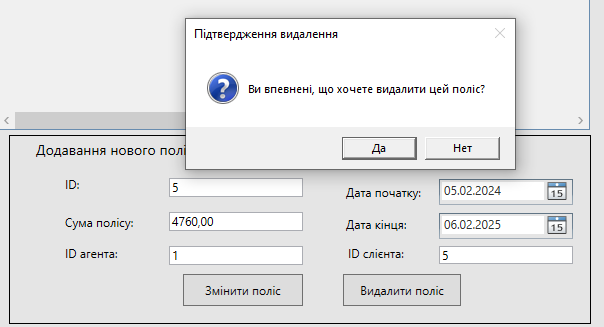 Підтвердження видалення
Ви впевнені, що хочете видалити цей поліс?
Да
Нет
Додавання нового полі
ID:
5
Дата початку:
05.02.2024
15
Сума полісу:
4760,00
Дата кінця:
06.02.2025
15
ID агента:
1
ID слієнта:
5
Змінити поліс
Видалити поліс